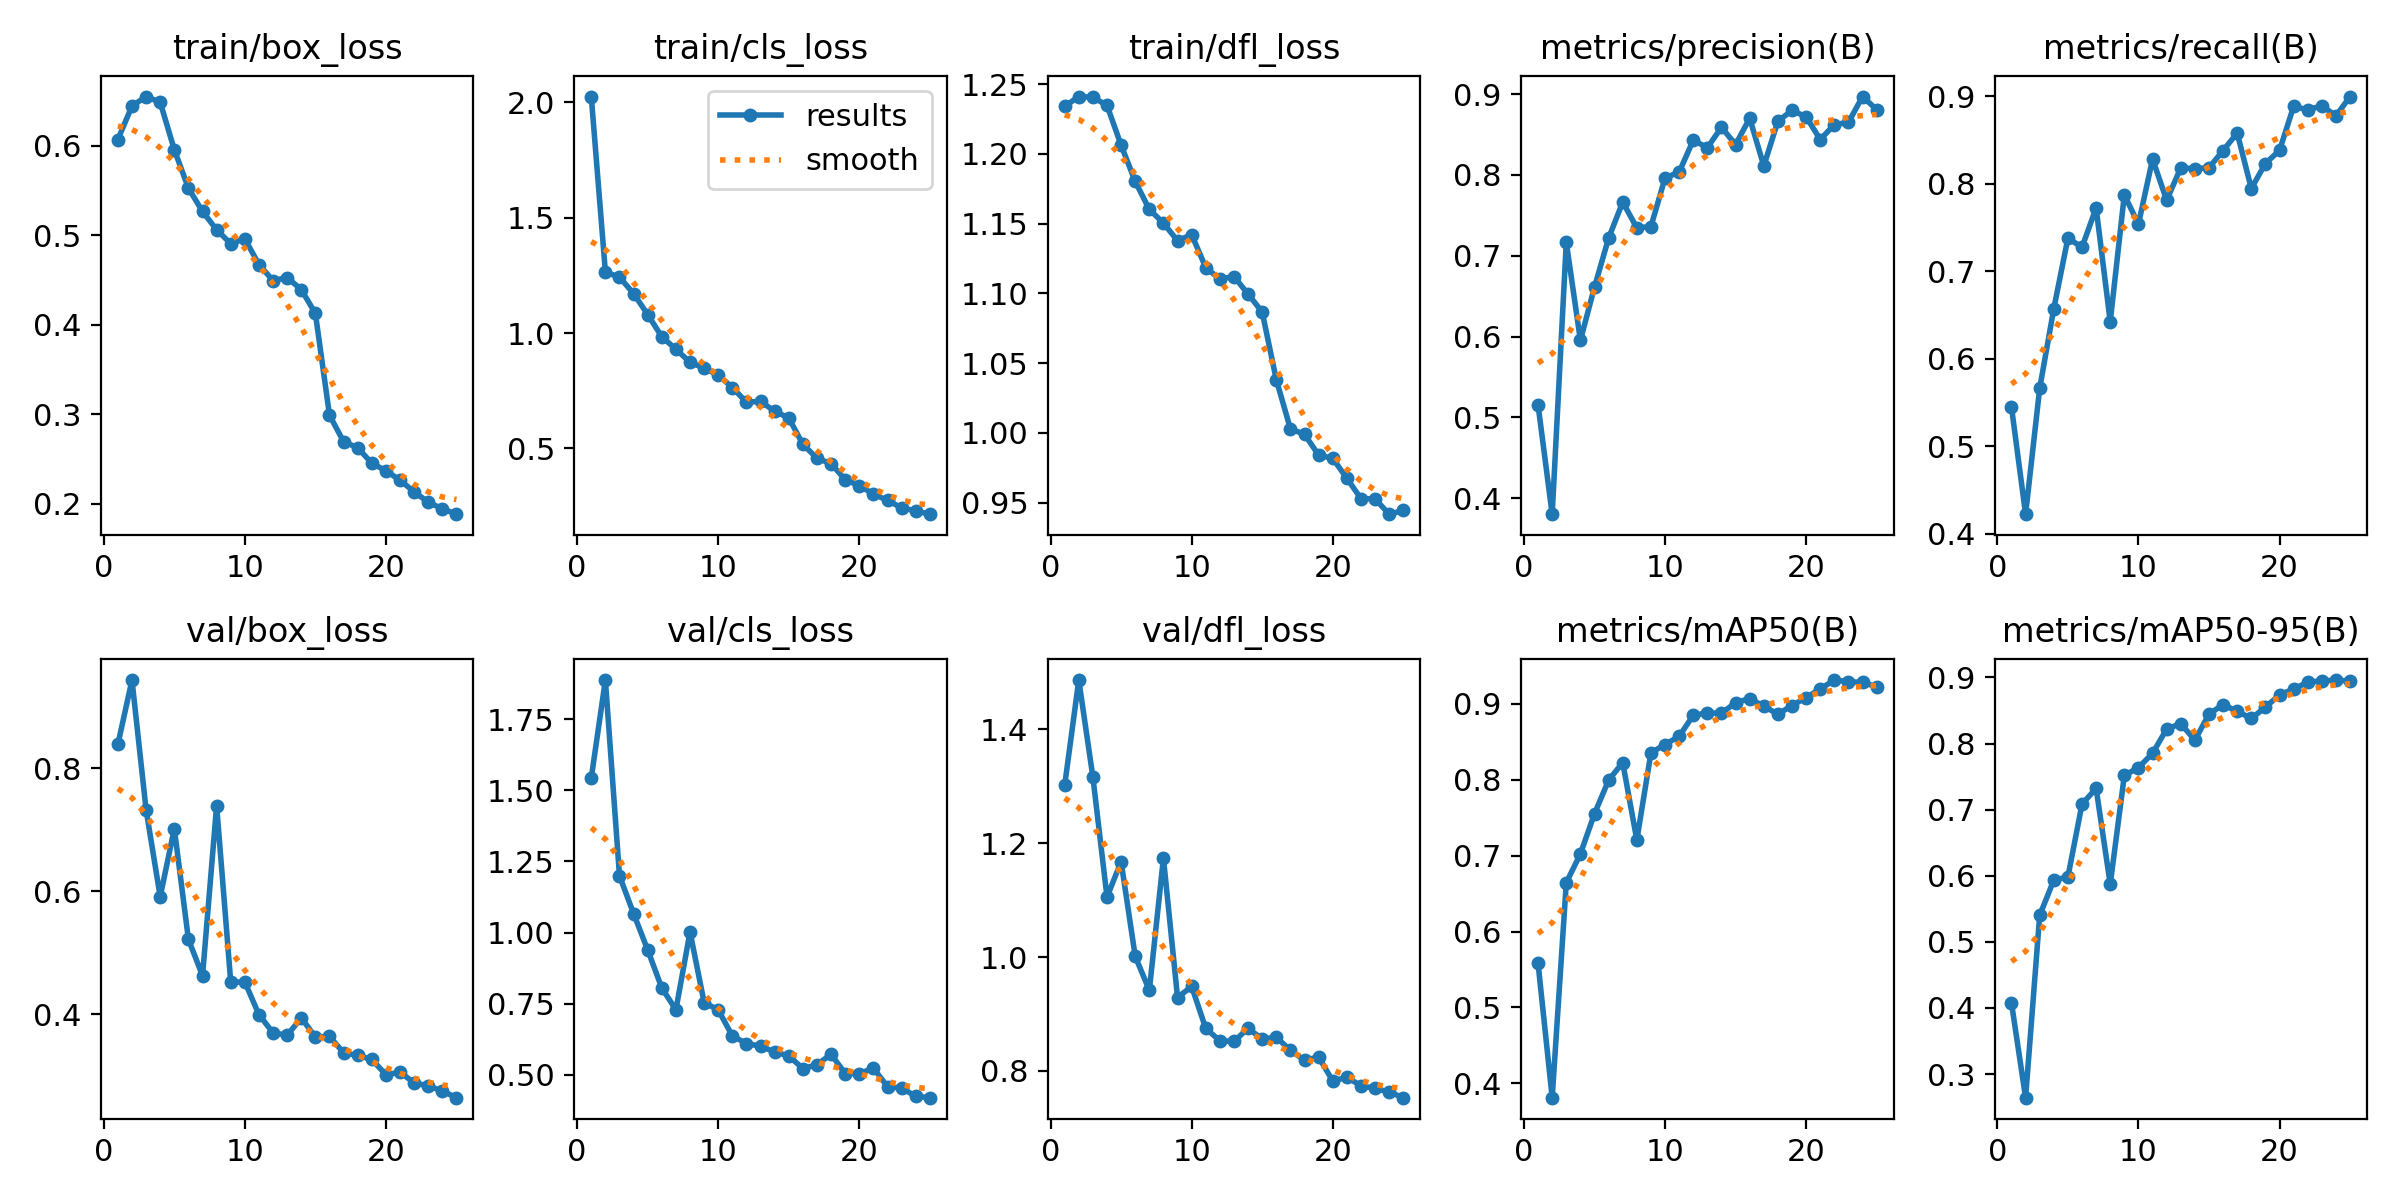 train/box_loss
0.6
0.5
0.4
0.3
0.2
0 10 20
train/cls_loss
results
smooth
2.0
1.5
1.0
0.5
0 10 20
train/dfl_loss
1.25
1.20
1.15
1.10
1.05
1.00
0.95
0 10 20
metrics/precision(B)
0.9
0.8
0.7
0.6
0.5
0.4
0 10 20
metrics/recall(B)
0.9
0.8
0.7
0.6
0.5
0.4
0 10 20
val/box_loss
0.8
0.6
0.4
0 10 20
val/cls_loss
1.75
1.50
1.25
1.00
0.75
0.50
0 10 20
val/dfl_loss
1.4
1.2
1.0
0.8
0 10 20
metrics/mAP50(B)
0.9
0.8
0.7
0.6
0.5
0.4
0 10 20
metrics/mAP50-95(B)
0.9
0.8
0.7
0.6
0.5
0.4
0.3
0 10 20